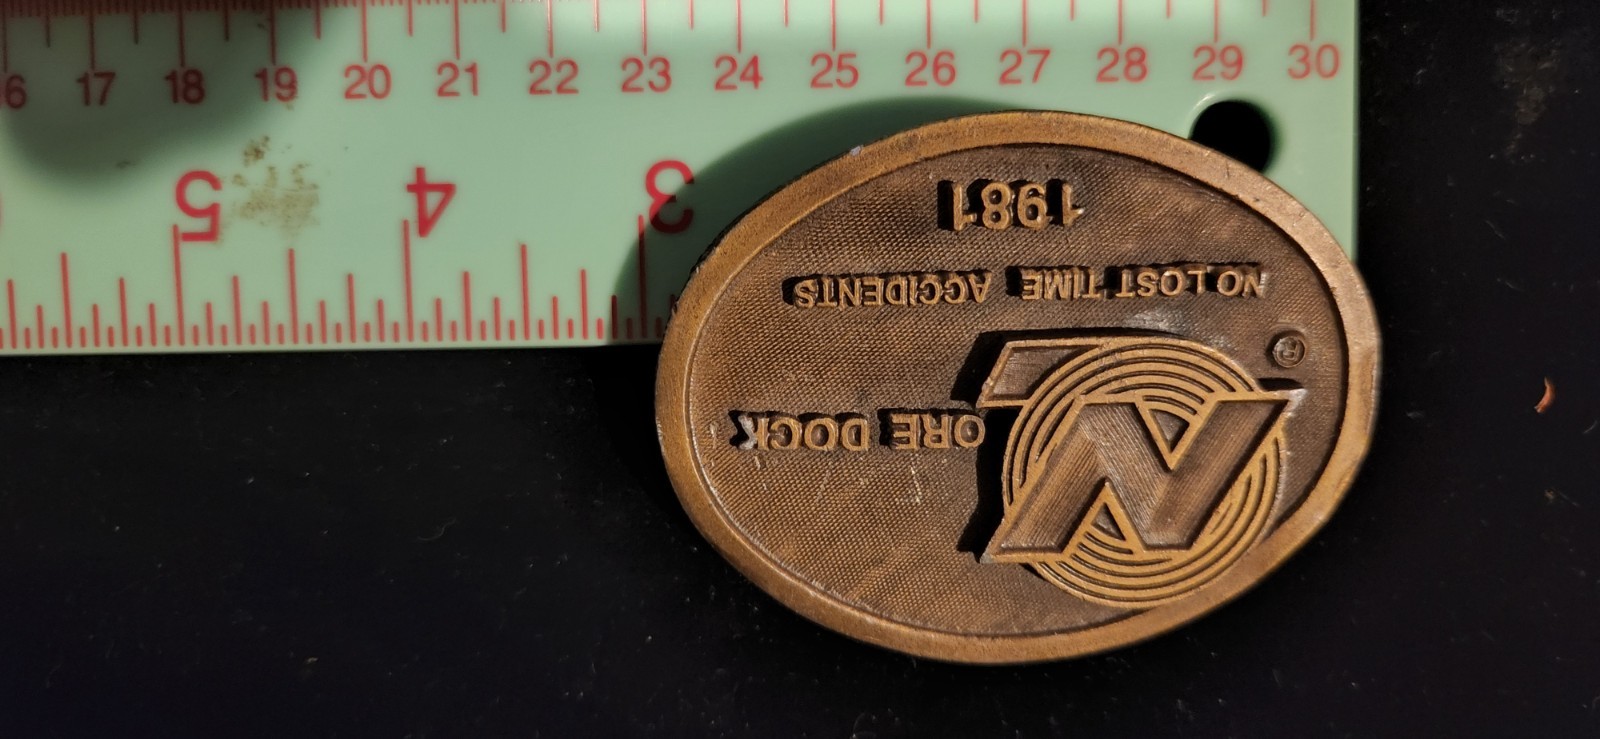 16 17 18 19 20 21 22 23 24 25 26 27 28 29 30
5 4 3
N
ORE DOCK
®
NO LOST TIME ACCIDENTS
1981